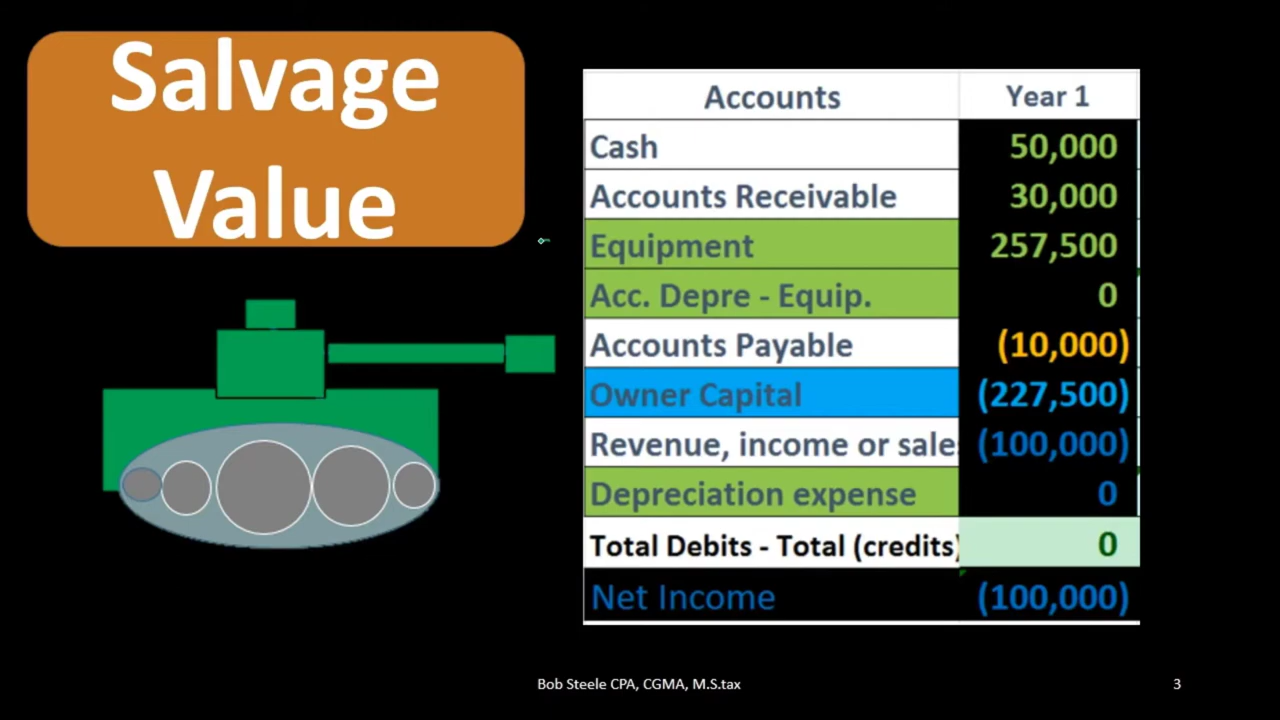 Salvage
Value
Accounts Year 1
Cash 50,000
Accounts Receivable 30,000
Equipment 257,500
Acc. Depre - Equip. 0
Accounts Payable (10,000)
Owner Capital (227,500)
Revenue, income or sales (100,000)
Depreciation expense 0
Total Debits - Total (credits) 0
Net Income (100,000)
Bob Steele CPA, CGMA, M.S.tax 3